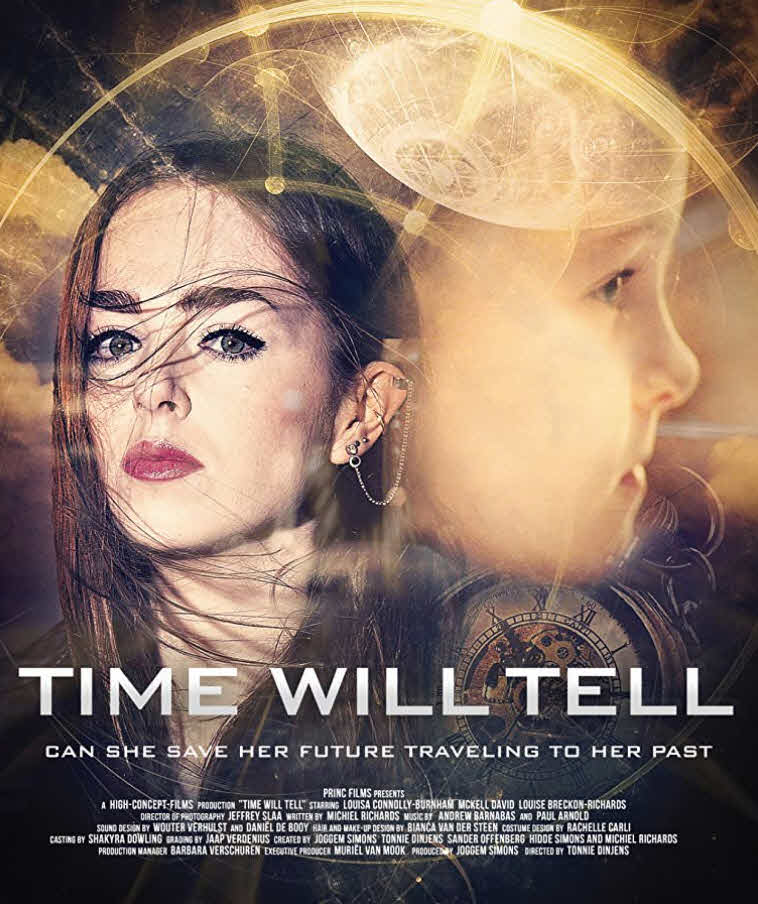 TIME WILL TELL
CAN SHE SAVE HER FUTURE TRAVELING TO HER PAST
PRINC FILMS PRESENTS
A HIGH-CONCEPT-FILMS PRODUCTION "TIME WILL TELL" STARRING LOUISA CONNOLLY-BURNHAM MCKELL DAVID LOUISE BRECKON-RICHARDS
DIRECTOR OF PHOTOGRAPHY JEFFREY SLAA WRITTEN BY MICHIEL RICHARDS MUSIC BY ANDREW BARNABAS AND PAUL ARNOLD
SOUND DESIGN BY WOUTER VERHULST AND DANIËL DE BOOY HAIR AND MAKE-UP DESIGN BY BIANCA VAN DER STEEN COSTUME DESIGN BY RACHELLE CARLI
CASTING BY SHAKYRA DOWLING GRADING BY JAAP VERDENIUS CREATED BY JOGGEM SIMONS TONNIE DINJENS SANDER OFFENBERG HIDDE SIMONS AND MICHIEL RICHARDS
PRODUCTION MANAGER BARBARA VERSCHUREN EXECUTIVE PRODUCER MURIËL VAN MOOK PRODUCED BY JOGGEM SIMONS DIRECTED BY TONNIE DINJENS